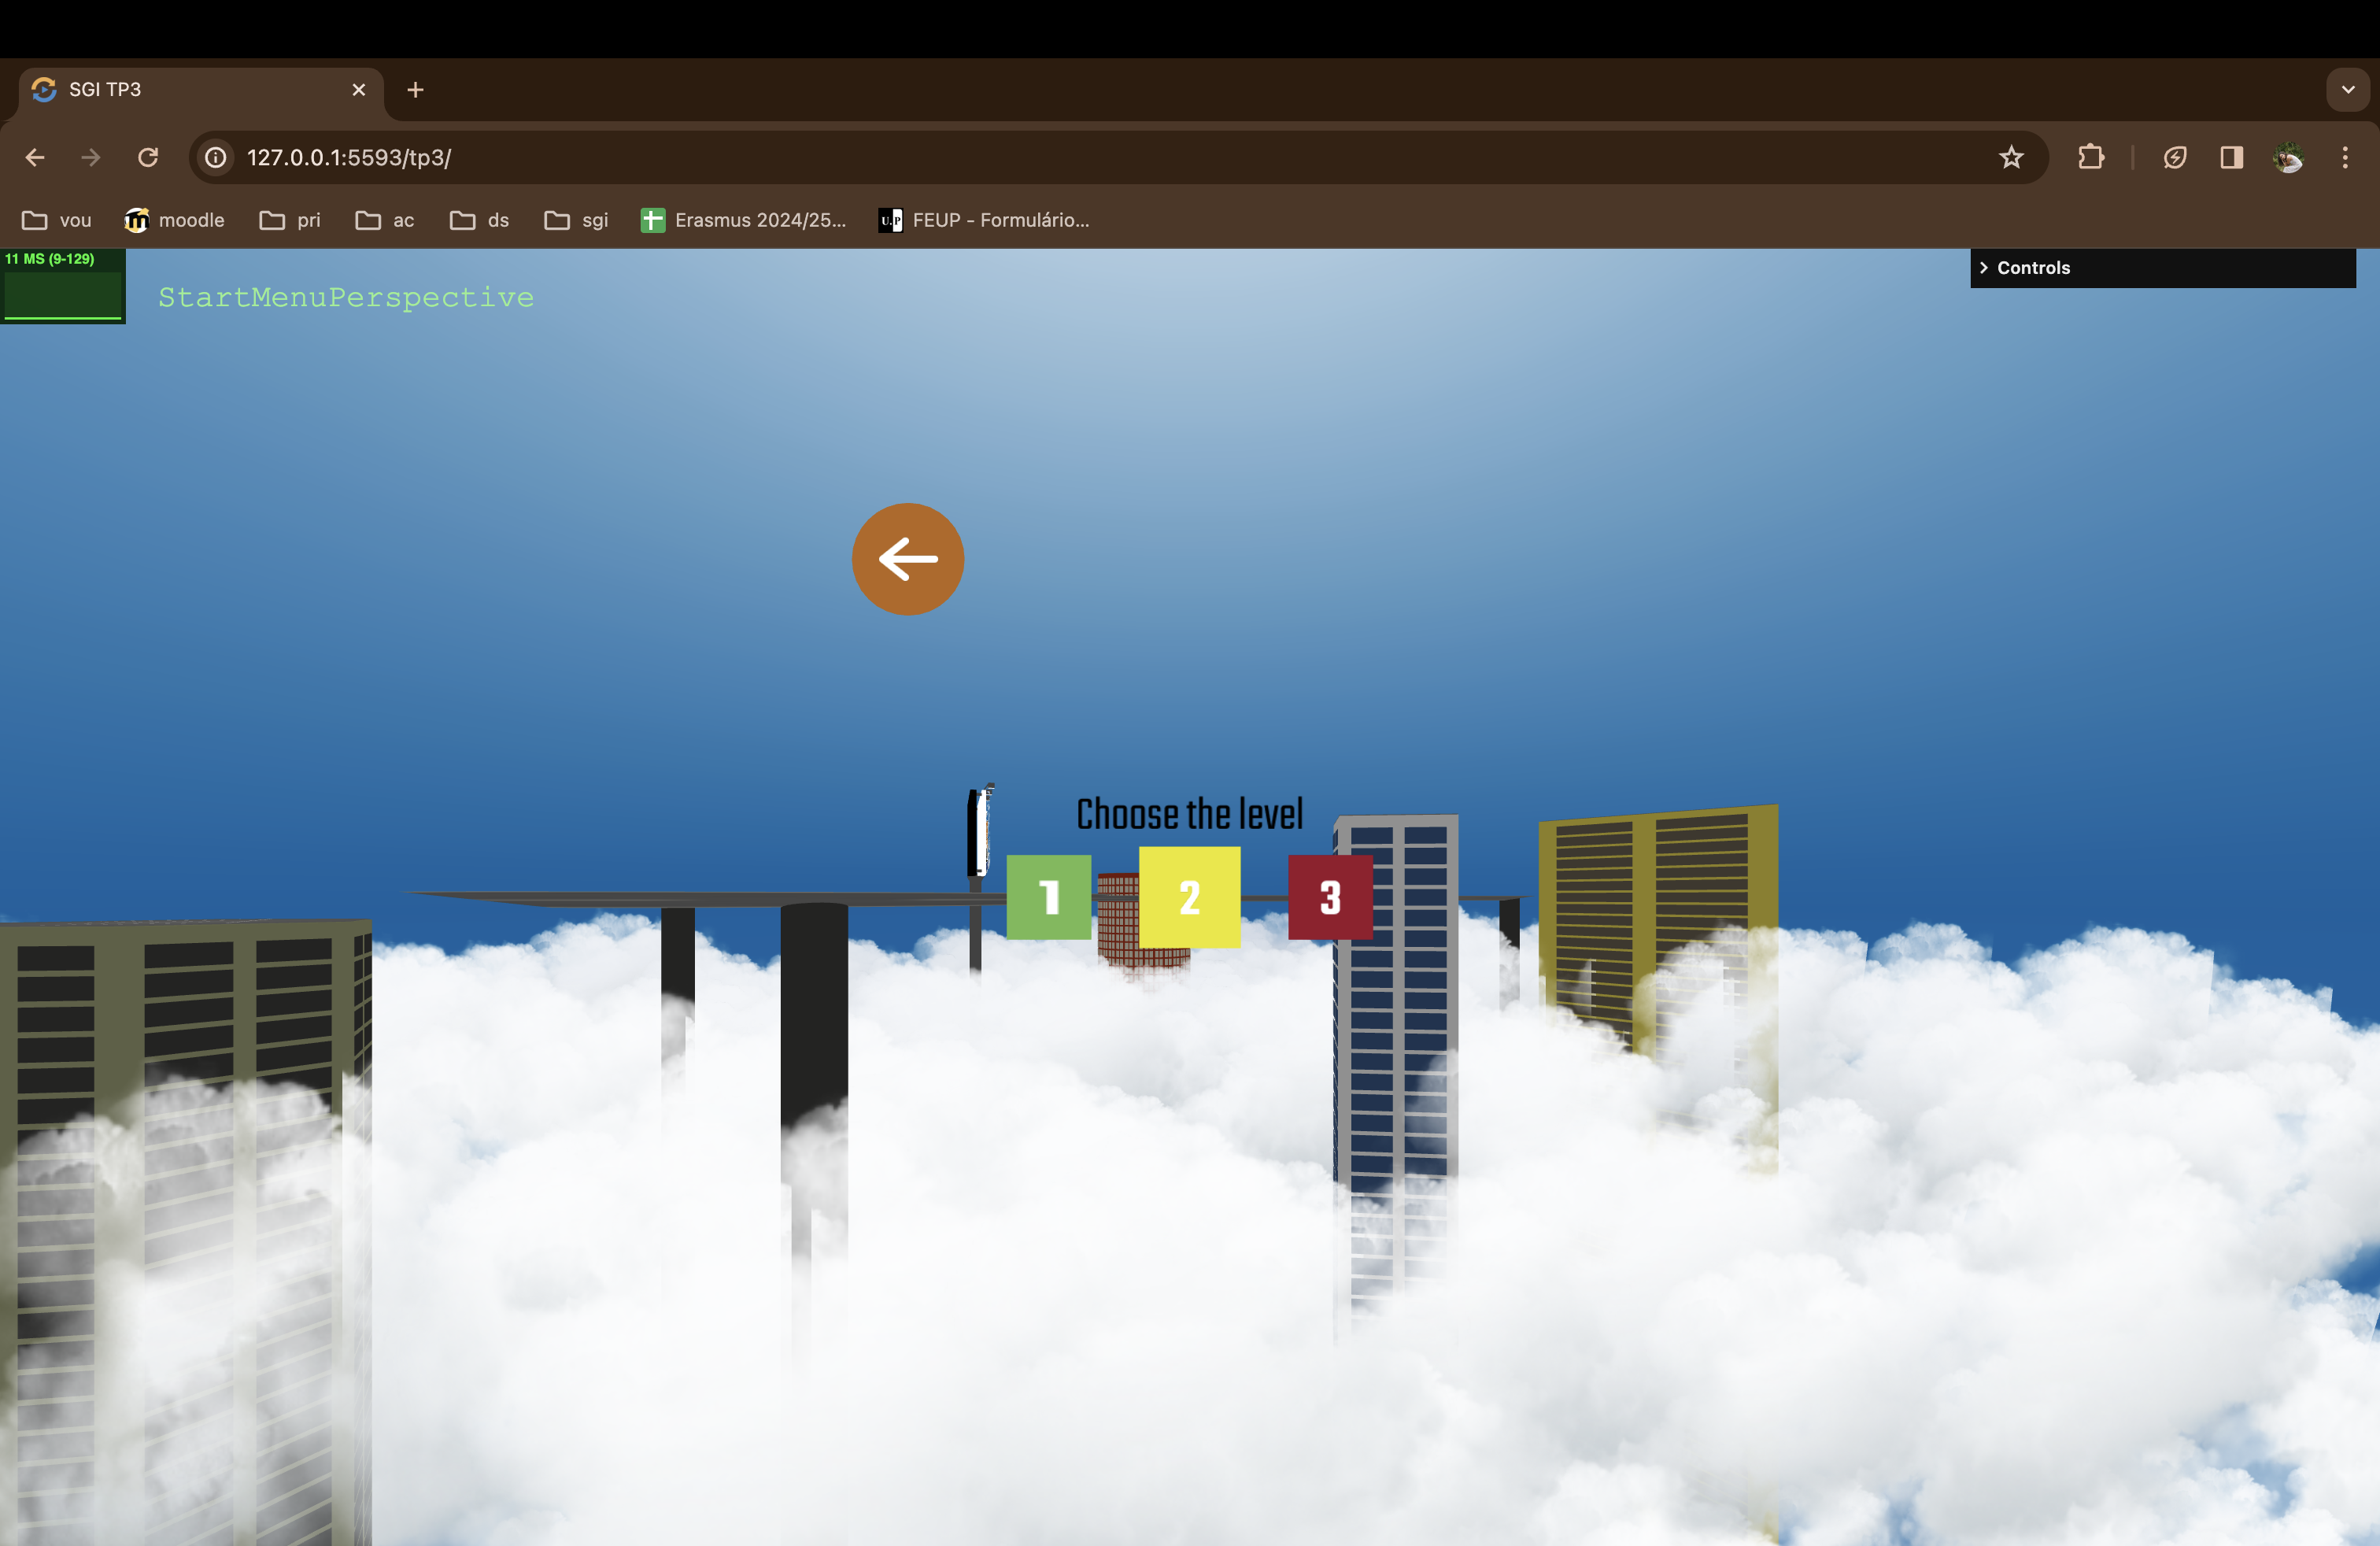 SGI TP3
127.0.0.1:5593/tp3/
vou
moodle
pri
ac
ds
sgi
Erasmus 2024/25...
U.P
FEUP - Formulário...
11 MS (9-129)
StartMenuPerspective
Controls
Choose the level
1
2
3